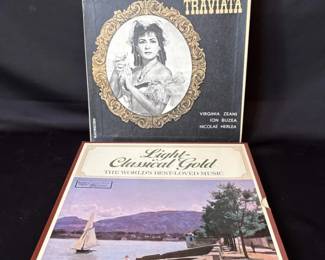 TRAVIATA
VIRGINIA ZEANI
ION BUZEA
NICOLAE HERLEA
Light-
Classical Gold
THE WORLD'S BEST-LOVED MUSIC